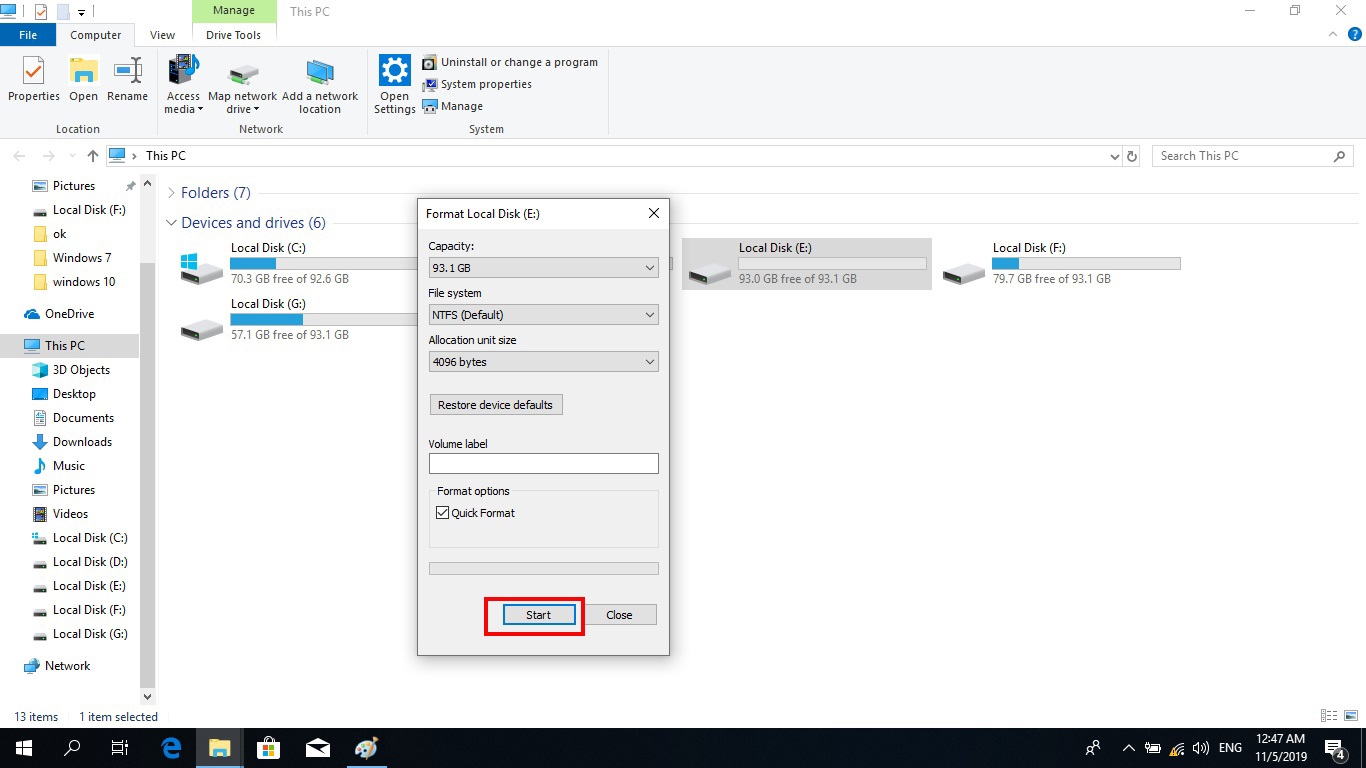 Manage
This PC
File
Computer
View
Drive Tools
Properties
Open
Rename
Access
media
Map network
drive
Add a network
location
Open
Settings
Uninstall or change a program
System properties
Manage
Location
Network
System
This PC
Search This PC
Pictures
Local Disk (F:)
ok
Windows 7
windows 10
OneDrive
This PC
3D Objects
Desktop
Documents
Downloads
Music
Pictures
Videos
Local Disk (C:)
Local Disk (D:)
Local Disk (E:)
Local Disk (F:)
Local Disk (G:)
Network
Folders (7)
Devices and drives (6)
Local Disk (C:)
70.3 GB free of 92.6 GB
Local Disk (G:)
57.1 GB free of 93.1 GB
Local Disk (E:)
93.0 GB free of 93.1 GB
Local Disk (F:)
79.7 GB free of 93.1 GB
Format Local Disk (E:)
Capacity:
93.1 GB
File system
NTFS (Default)
Allocation unit size
4096 bytes
Restore device defaults
Volume label
Format options
Quick Format
Start
Close
13 items
1 item selected
ENG
12:47 AM
11/5/2019
4